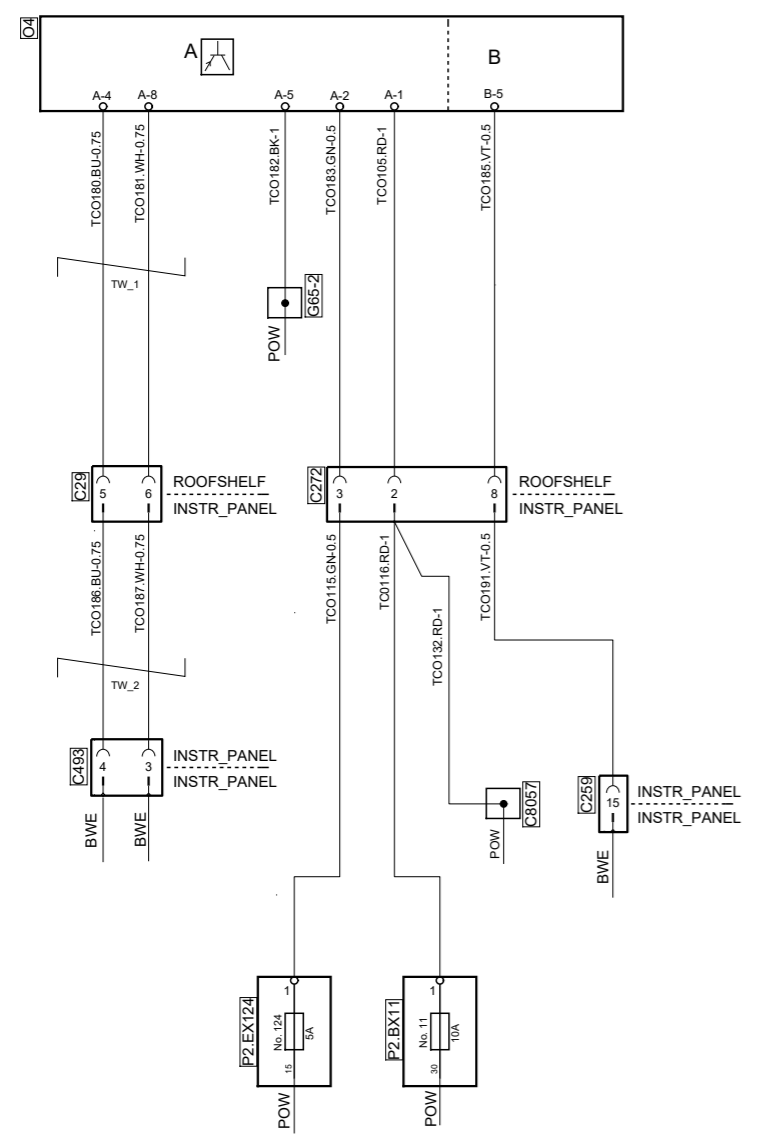 O4
A
B
A-4
A-8
A-5
A-2
A-1
B-5
TCO180.BU-0.75
TCO181.WH-0.75
TCO182.BK-1
TCO183.GN-0.5
TCO105.RD-1
TCO185.VT-0.5
TW_1
G65-2
POW
C29
5
6
ROOFSHELF
INSTR_PANEL
C272
3
2
8
ROOFSHELF
INSTR_PANEL
TCO186.BU-0.75
TCO187.WH-0.75
TCO115.GN-0.5
TC0116.RD-1
TCO132.RD-1
TCO191.VT-0.5
TW_2
C493
4
3
INSTR_PANEL
INSTR_PANEL
BWE
BWE
C8057
POW
C259
15
INSTR_PANEL
INSTR_PANEL
BWE
P2.EX124
1
No. 124
5A
15
POW
P2.BX11
1
No. 11
10A
30
POW